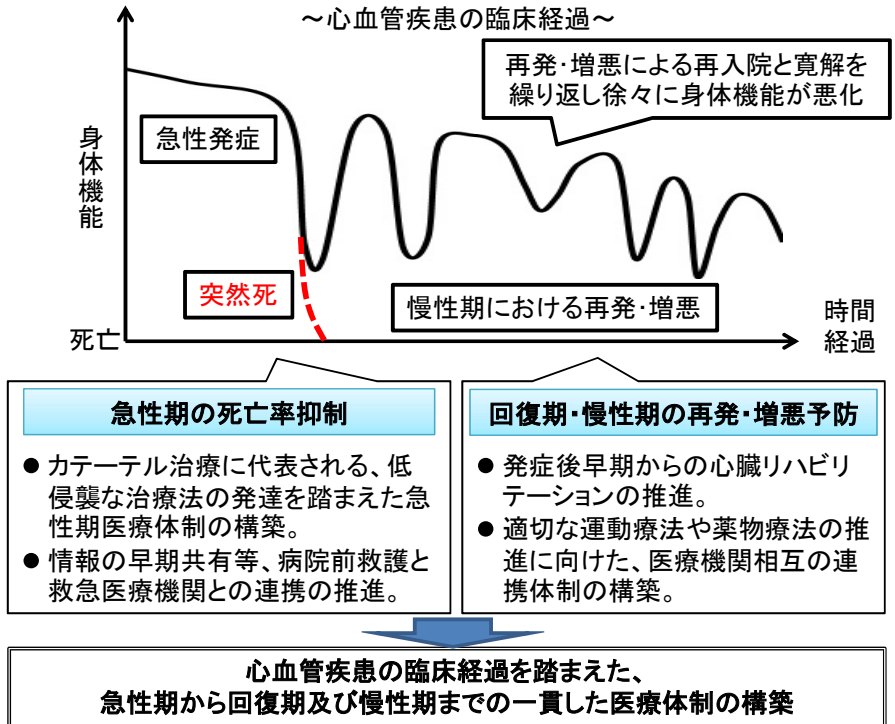 ～心血管疾患の臨床経過～
再発・増悪による再入院と寛解を
繰り返し徐々に身体機能が悪化
身体機能
急性発症
突然死
慢性期における再発・増悪
死亡
時間
経過
急性期の死亡率抑制
● カテーテル治療に代表される、低
侵襲な治療法の発達を踏まえた急
性期医療体制の構築。
● 情報の早期共有等、病院前救護と
救急医療機関との連携の推進。
回復期・慢性期の再発・増悪予防
● 発症後早期からの心臓リハビリ
テーションの推進。
● 適切な運動療法や薬物療法の推
進に向けた、医療機関相互の連
携体制の構築。
心血管疾患の臨床経過を踏まえた、
急性期から回復期及び慢性期までの一貫した医療体制の構築